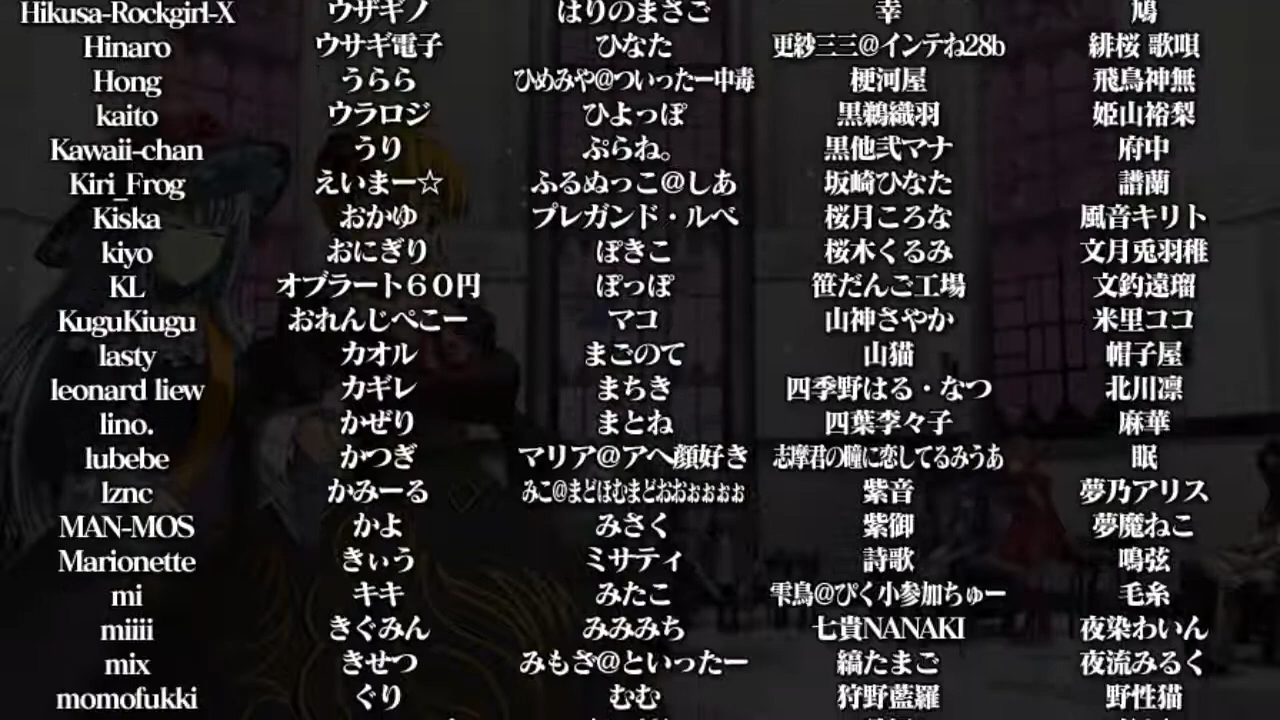 Hikusa-Rockgirl-X ウザギノ はりのまさご 幸 鳩
Hinaro ウサギ電子 ひなた 更紗三三@インテね28b 緋桜 歌唄
Hong うらら ひめみや@ついったー中毒 梗河屋 飛鳥神無
kaito ウラロジ ひよっぽ 黒鵜織羽 姫山裕梨
Kawaii-chan うり ぷらね。 黒他弐マナ 府中
Kiri_Frog えいまー☆ ふるぬっこ@しあ 坂崎ひなた 譜蘭
Kiska おかゆ プレガンド・ルベ 桜月ころな 風音キリト
kiyo おにぎり ぽきこ 桜木くるみ 文月兎羽稚
KL オブラート６０円 ぽっぽ 笹だんご工場 文釣遠瑠
KuguKiugu おれんじぺこー マコ 山神さやか 米里ココ
lasty カオル まごのて 山猫 帽子屋
leonard liew カギレ まちき 四季野はる・なつ 北川凛
lino. かぜり まとね 四葉李々子 麻華
lubebe かつぎ マリア@アヘ顔好き 志摩君の瞳に恋してるみうあ 眠
lznc かみーる みこ@まどほむまどおおぉぉぉぉ 紫音 夢乃アリス
MAN-MOS かよ みさく 紫御 夢魔ねこ
Marionette きぃう ミサティ 詩歌 鳴弦
mi キキ みたこ 雫鳥@ぴく小参加ちゅー 毛糸
miiii きぐみん みみみち 七貴NANAKI 夜染わいん
mix きせつ みもざ@といったー 縞たまご 夜流みるく
momofukki ぐり むむ 狩野藍羅 野性猫